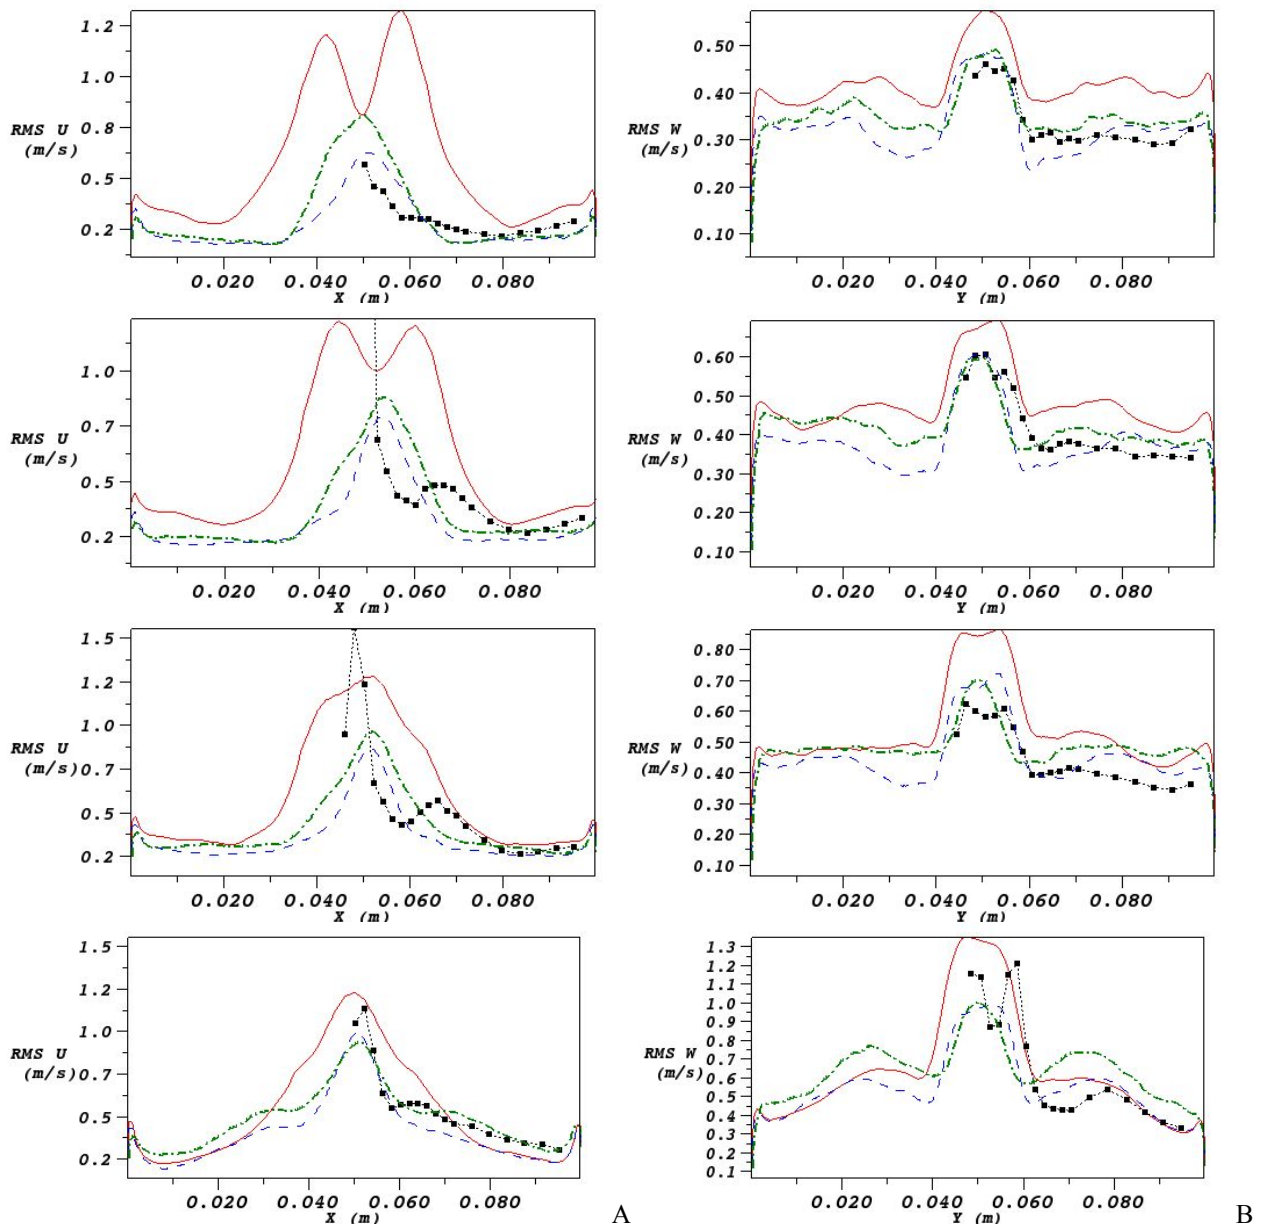 1.2
1.0
RMS U 0.8
(m/s)
0.5
0.2
0.020 0.040 0.060 0.080
X (m)
0.50
0.40
RMS W
(m/s) 0.30
0.20
0.10
0.020 0.040 0.060 0.080
Y (m)
1.0
0.7
RMS U
(m/s)
0.5
0.2
0.020 0.040 0.060 0.080
X (m)
0.60
0.50
RMS W 0.40
(m/s)
0.30
0.20
0.10
0.020 0.040 0.060 0.080
Y (m)
1.5
1.2
1.0
RMS U
(m/s) 0.7
0.5
0.2
0.020 0.040 0.060 0.080
X (m)
0.80
0.70
0.60
RMS W 0.50
(m/s)
0.40
0.30
0.20
0.10
0.020 0.040 0.060 0.080
Y (m)
1.5
1.2
1.0
RMS U
(m/s) 0.7
0.5
0.2
0.020 0.040 0.060 0.080
X (m)
A
1.3
1.2
1.1
1.0
0.9
0.8
RMS W 0.7
(m/s) 0.6
0.5
0.4
0.3
0.2
0.1
0.020 0.040 0.060 0.080
Y (m)
B